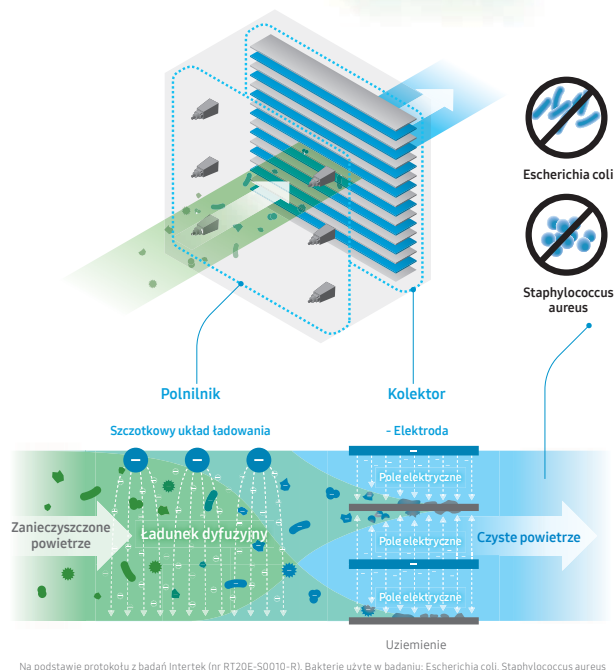 Escherichia coli
Staphylococcus
aureus
Polnilnik
Kolektor
Szczotkowy układ ładowania
- Elektroda
Pole elektryczne
Zanieczyszczone
powietrze
Ładunek dyfuzyjny
Pole elektryczne
Czyste powietrze
Pole elektryczne
Uziemienie
Na podstawie protokołu z badań Intertek (nr RT20E-S0010-R). Bakterie użyte w badaniu: Escherichia coli, Staphylococcus aureus